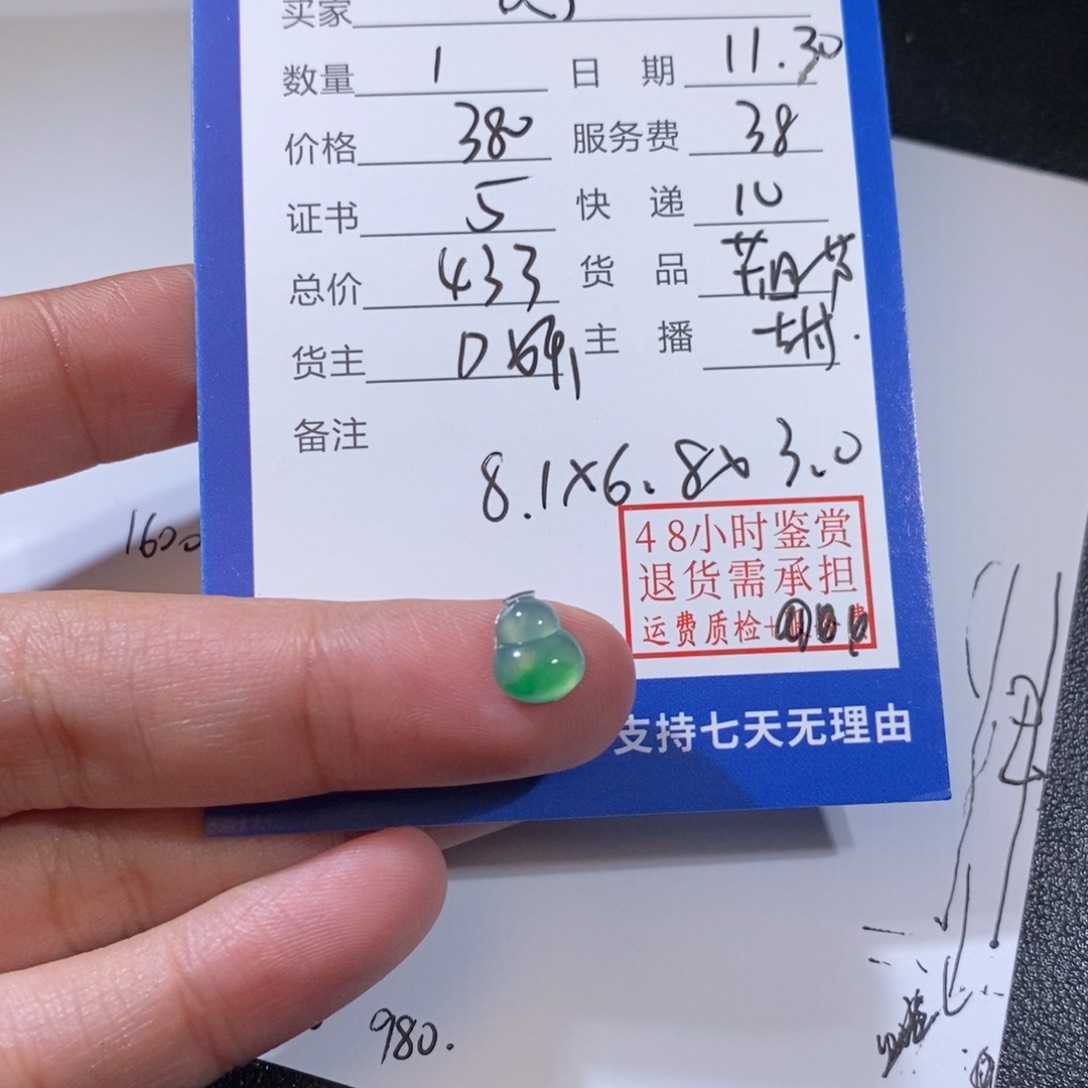 买家
数量 1 日期 11.30
价格 380 服务费 38
证书 5 快递 10
总价 433 货品
货主 主播
备注
8.1×6.8×3.0
1600
48小时鉴赏
退货需承担
运费质检+
支持七天无理由
980.